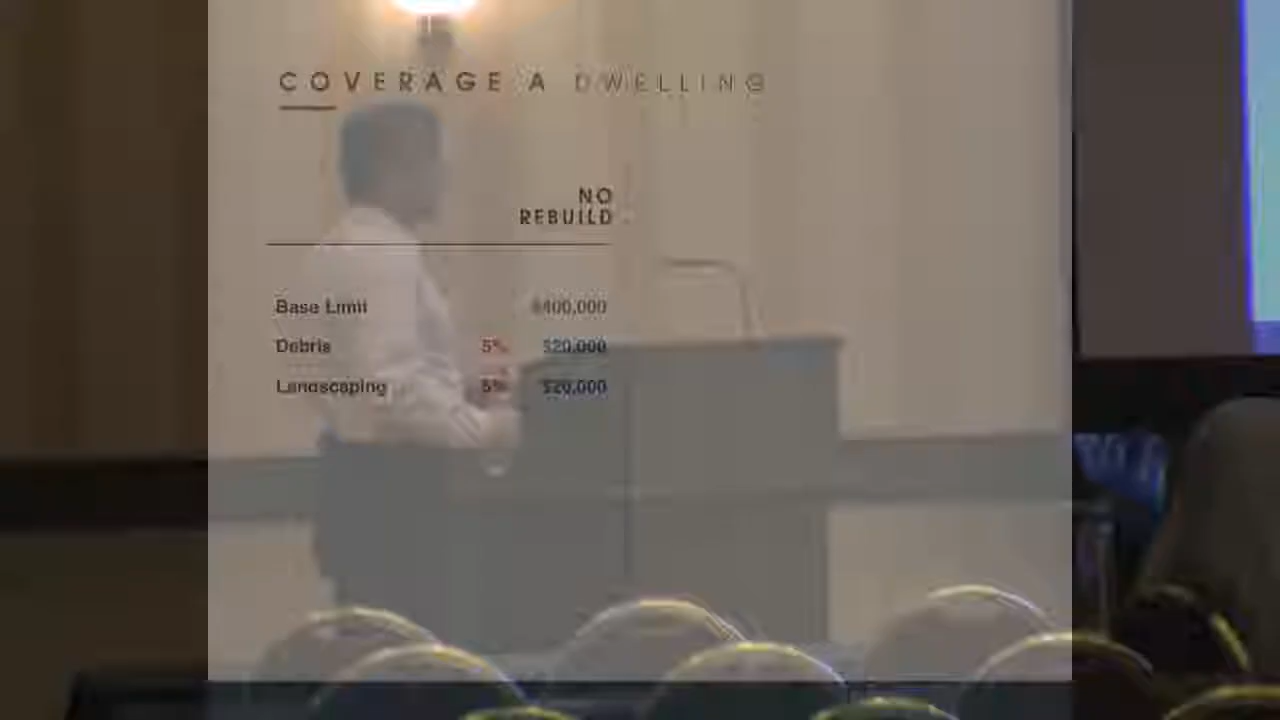 COVERAGE A DWELLING
NO
REBUILD
Base Limit $400,000
Debris 5% $20,000
Landscaping 5% $20,000